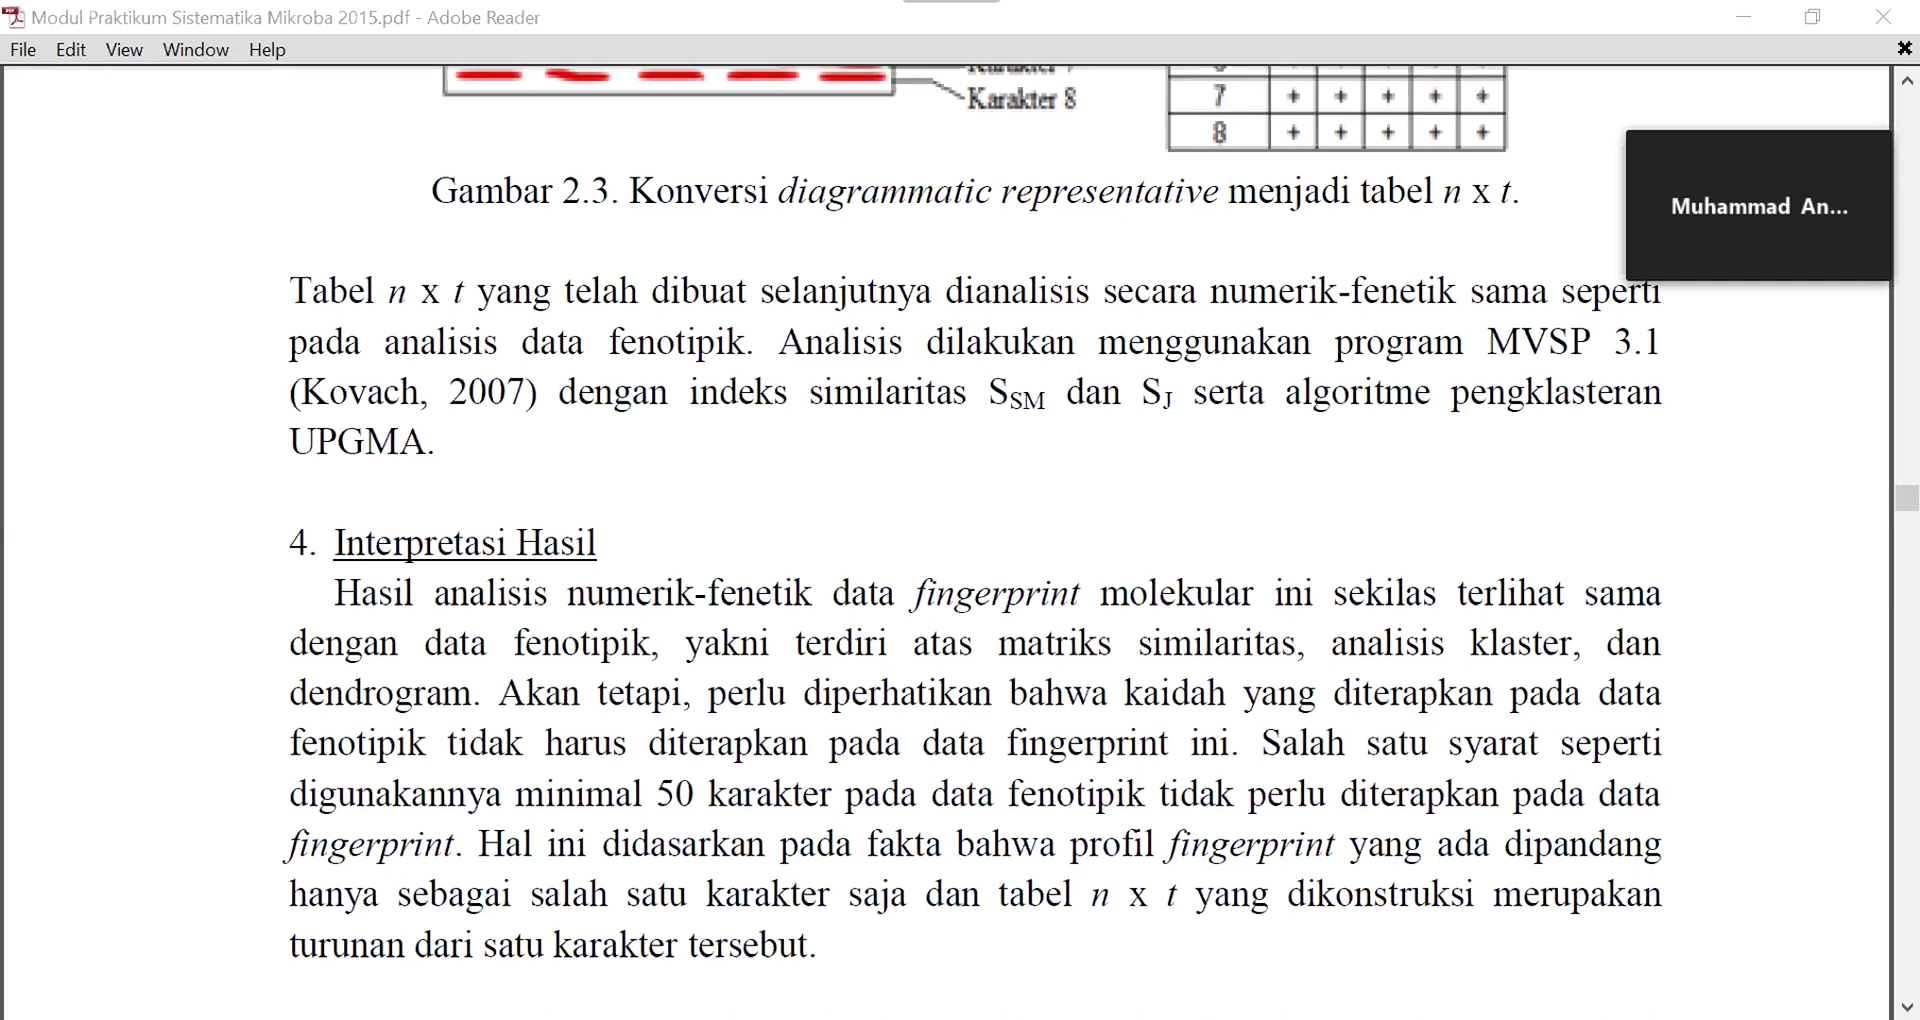 Modul Praktikum Sistematika Mikroba 2015.pdf - Adobe Reader
File Edit View Window Help
Karakter 8
7 + + + + +
8 + + + + +
Gambar 2.3. Konversi diagrammatic representative menjadi tabel n x t.
Muhammad An...
Tabel n x t yang telah dibuat selanjutnya dianalisis secara numerik-fenetik sama seperti
pada analisis data fenotipik. Analisis dilakukan menggunakan program MVSP 3.1
(Kovach, 2007) dengan indeks similaritas SSM dan SJ serta algoritme pengklasteran
UPGMA.
4. Interpretasi Hasil
Hasil analisis numerik-fenetik data fingerprint molekular ini sekilas terlihat sama
dengan data fenotipik, yakni terdiri atas matriks similaritas, analisis klaster, dan
dendrogram. Akan tetapi, perlu diperhatikan bahwa kaidah yang diterapkan pada data
fenotipik tidak harus diterapkan pada data fingerprint ini. Salah satu syarat seperti
digunakannya minimal 50 karakter pada data fenotipik tidak perlu diterapkan pada data
fingerprint. Hal ini didasarkan pada fakta bahwa profil fingerprint yang ada dipandang
hanya sebagai salah satu karakter saja dan tabel n x t yang dikonstruksi merupakan
turunan dari satu karakter tersebut.